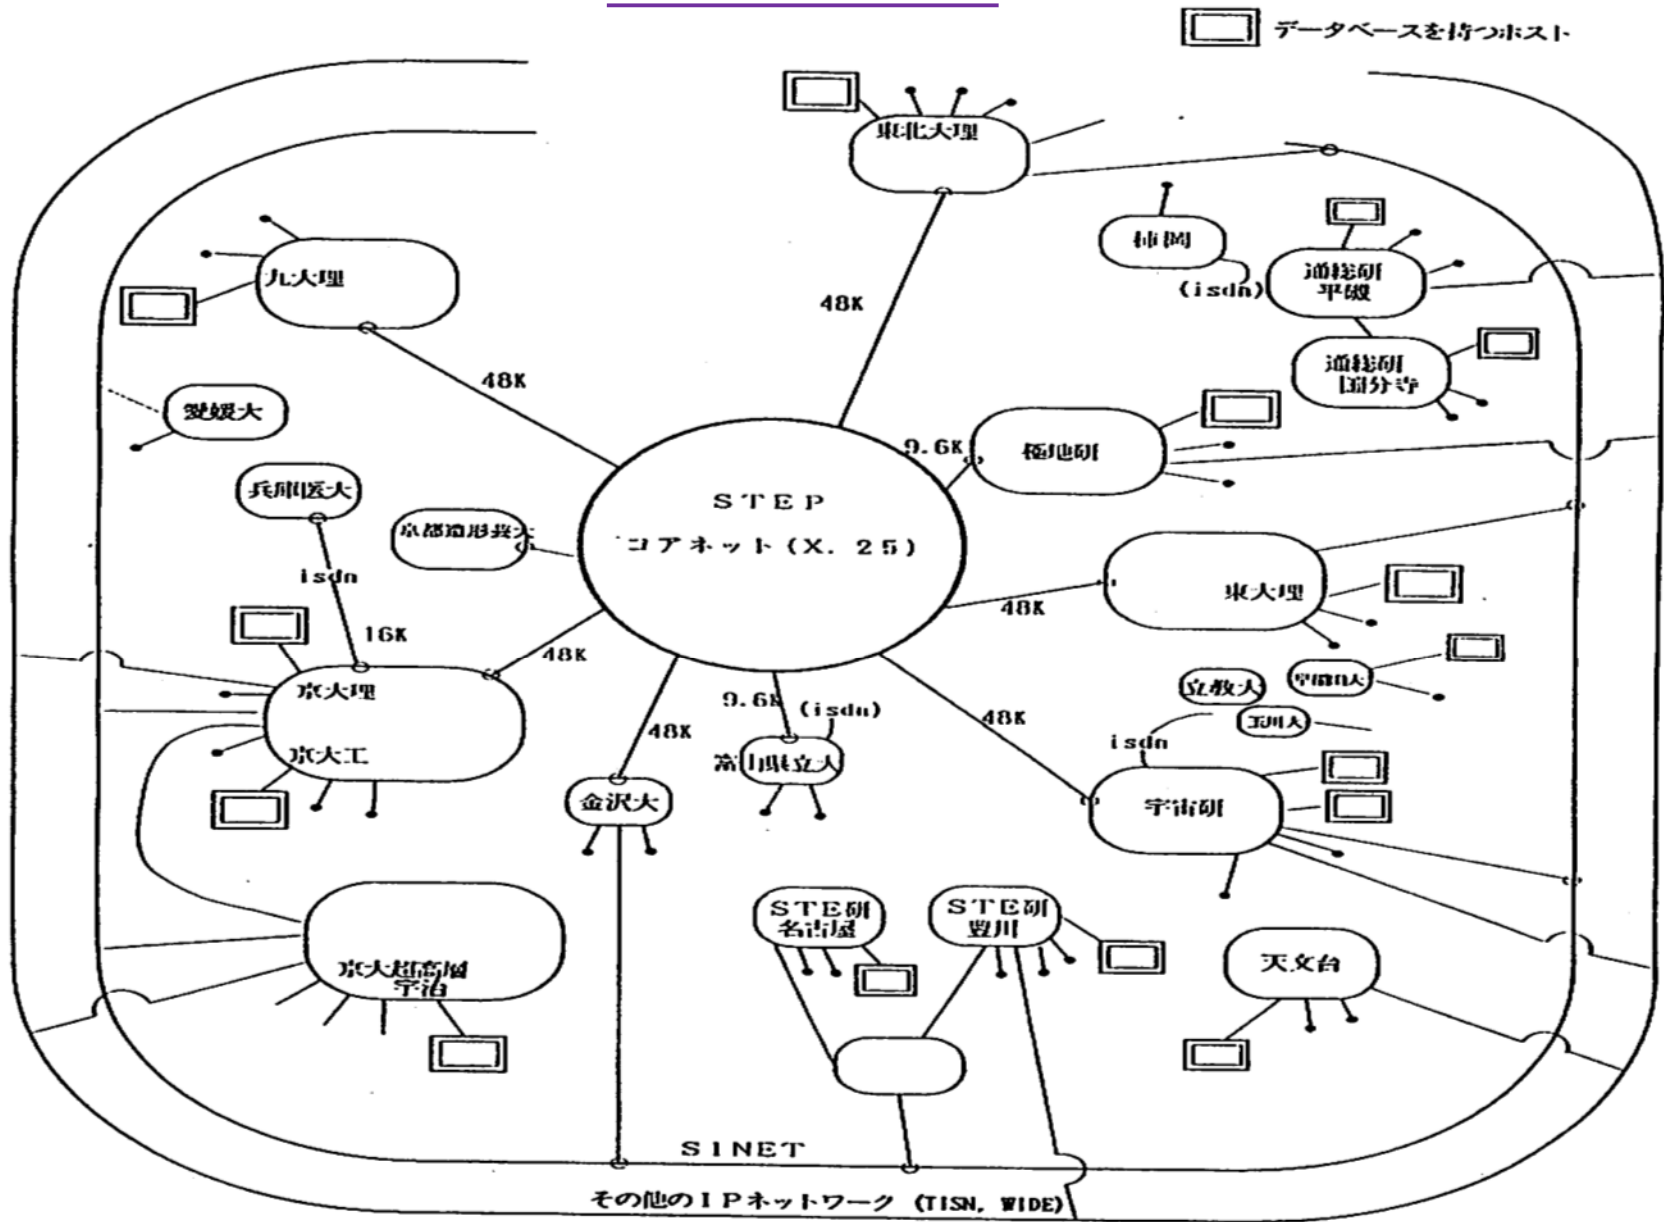 データベースを持つホスト
東北大理
柿岡
(isdn)
通総研
平磯
通総研
国分寺
九大理
48K
48K
愛媛大
9.6K
極地研
兵庫医大
京都造形芸大
STEP
コアネット(X. 25)
isdn
16K
48K
東大理
48K
京大理
京大工
48K
9.6K
(isdn)
富山県立大
48K
立教大
早稲田大
玉川大
isdn
金沢大
宇宙研
STE研
名古屋
STE研
豊川
天文台
京大超高層
宇治
SINET
その他のIPネットワーク (TISN, WIDE)